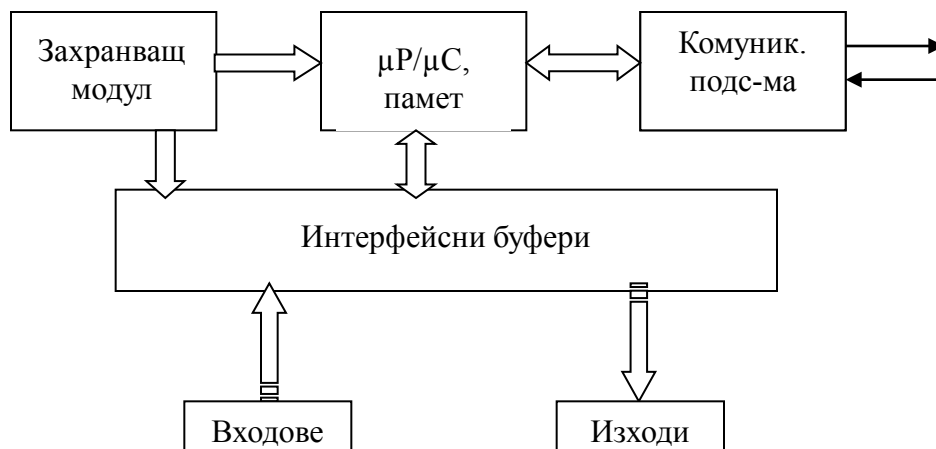 Захранващ
модул
µP/µC,
памет
Комуник.
подс-ма
Интерфейсни буфери
Входове
Изходи